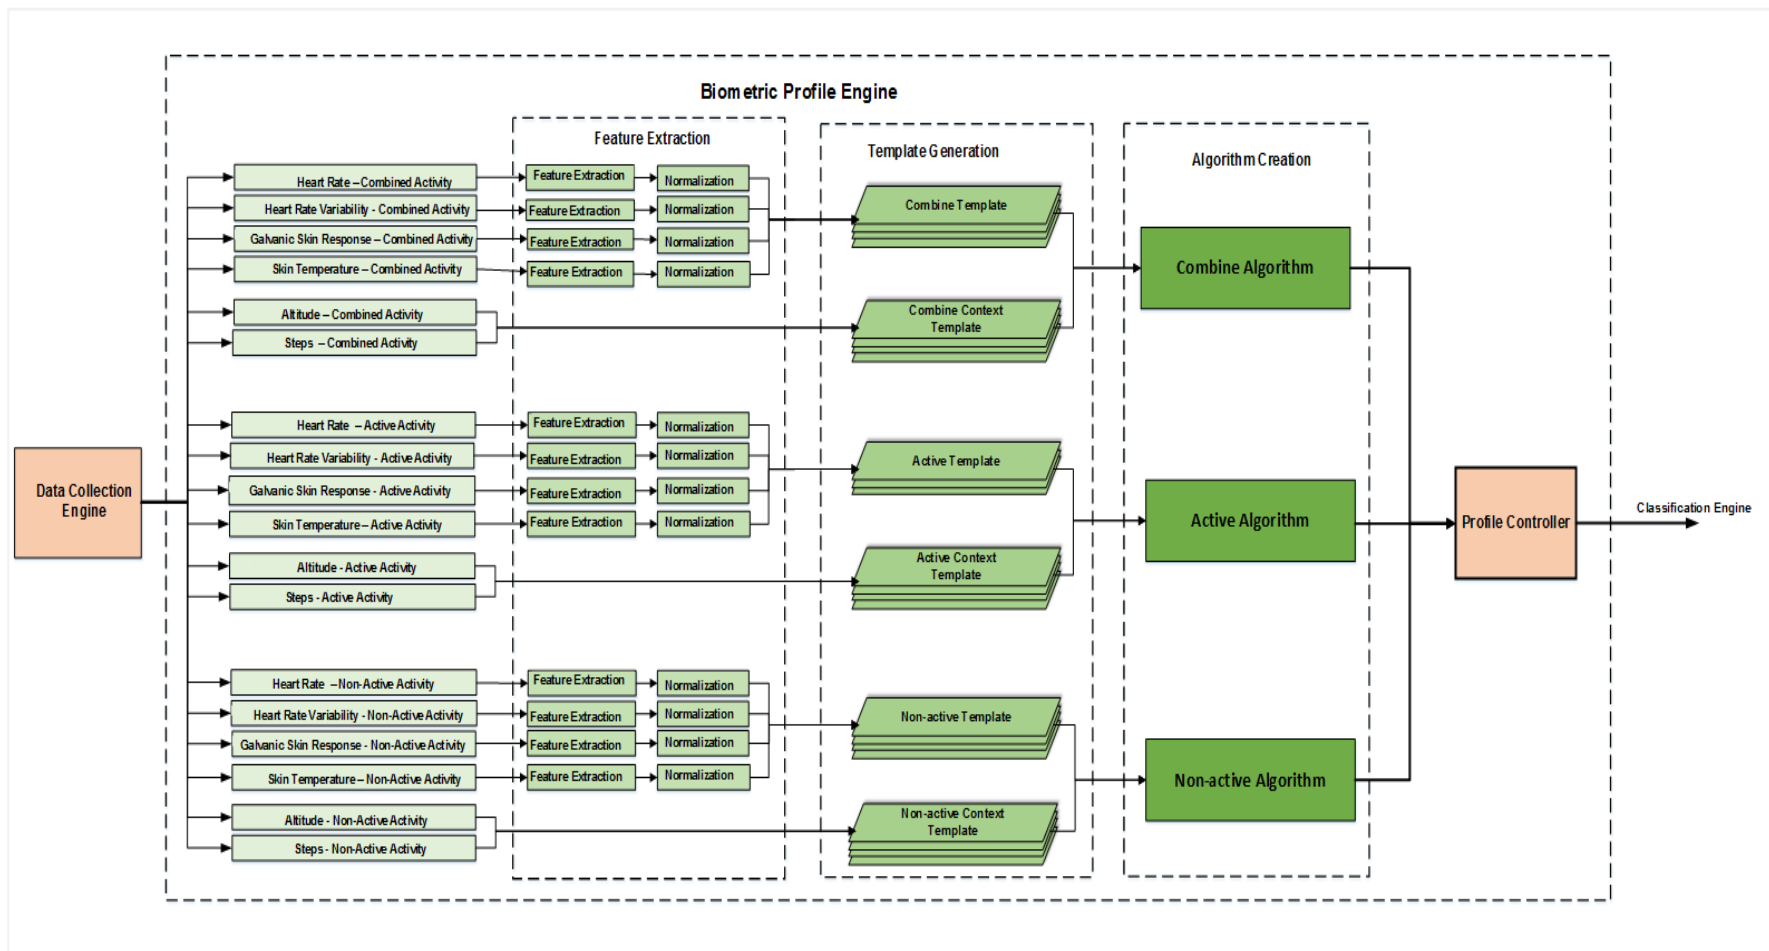 Biometric Profile Engine
Feature Extraction
Template Generation
Algorithm Creation
Data Collection
Engine
Heart Rate – Combined Activity
Feature Extraction
Normalization
Heart Rate Variability - Combined Activity
Feature Extraction
Normalization
Galvanic Skin Response – Combined Activity
Feature Extraction
Normalization
Skin Temperature – Combined Activity
Feature Extraction
Normalization
Altitude – Combined Activity
Steps – Combined Activity
Combine Template
Combine Context
Template
Combine Algorithm
Heart Rate – Active Activity
Feature Extraction
Normalization
Heart Rate Variability - Active Activity
Feature Extraction
Normalization
Galvanic Skin Response - Active Activity
Feature Extraction
Normalization
Skin Temperature – Active Activity
Feature Extraction
Normalization
Altitude - Active Activity
Steps - Active Activity
Active Template
Active Context
Template
Active Algorithm
Heart Rate – Non-Active Activity
Feature Extraction
Normalization
Heart Rate Variability - Non-Active Activity
Feature Extraction
Normalization
Galvanic Skin Response - Non-Active Activity
Feature Extraction
Normalization
Skin Temperature – Non-Active Activity
Feature Extraction
Normalization
Altitude - Non-Active Activity
Steps - Non-Active Activity
Non-active Template
Non-active Context
Template
Non-active Algorithm
Profile Controller
Classification Engine